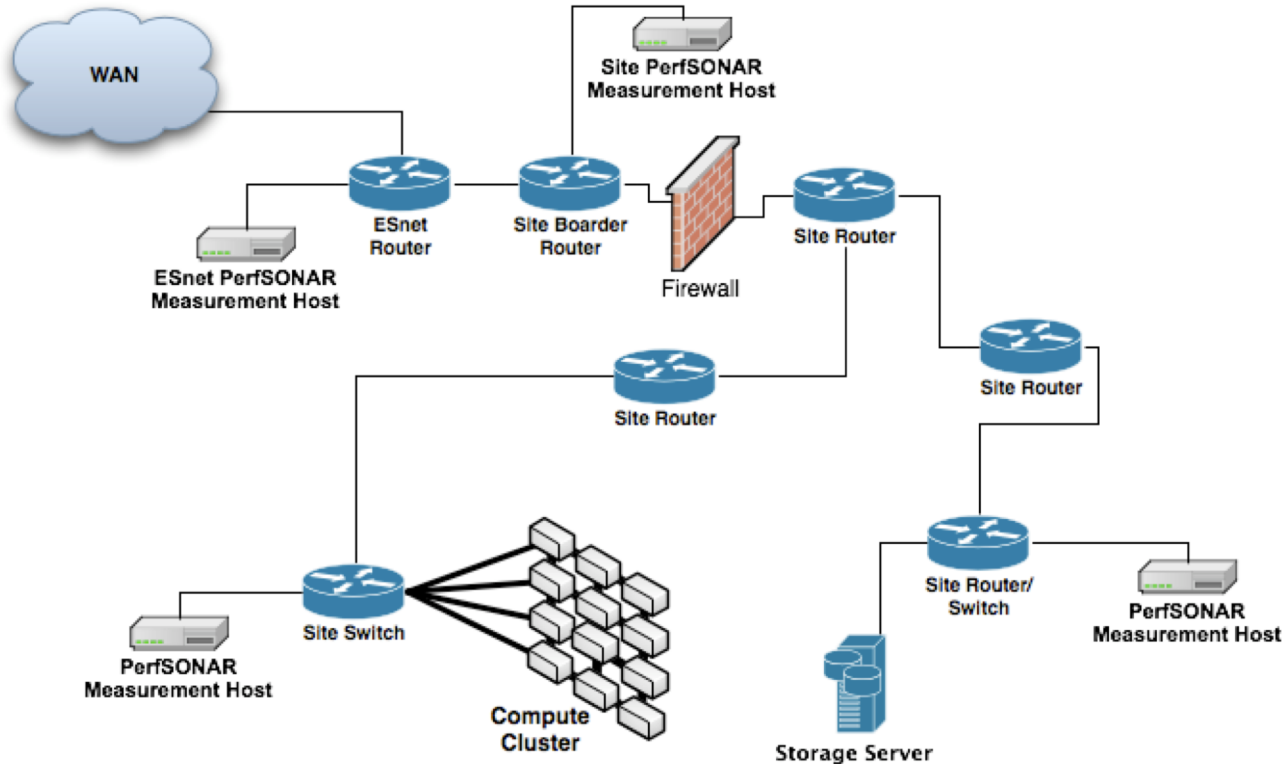 WAN
Site PerfSONAR
Measurement Host
ESnet
Router
Site Boarder
Router
Site Router
ESnet PerfSONAR
Measurement Host
Firewall
Site Router
Site Router
Site Switch
Site Router/
Switch
PerfSONAR
Measurement Host
PerfSONAR
Measurement Host
Compute
Cluster
Storage Server